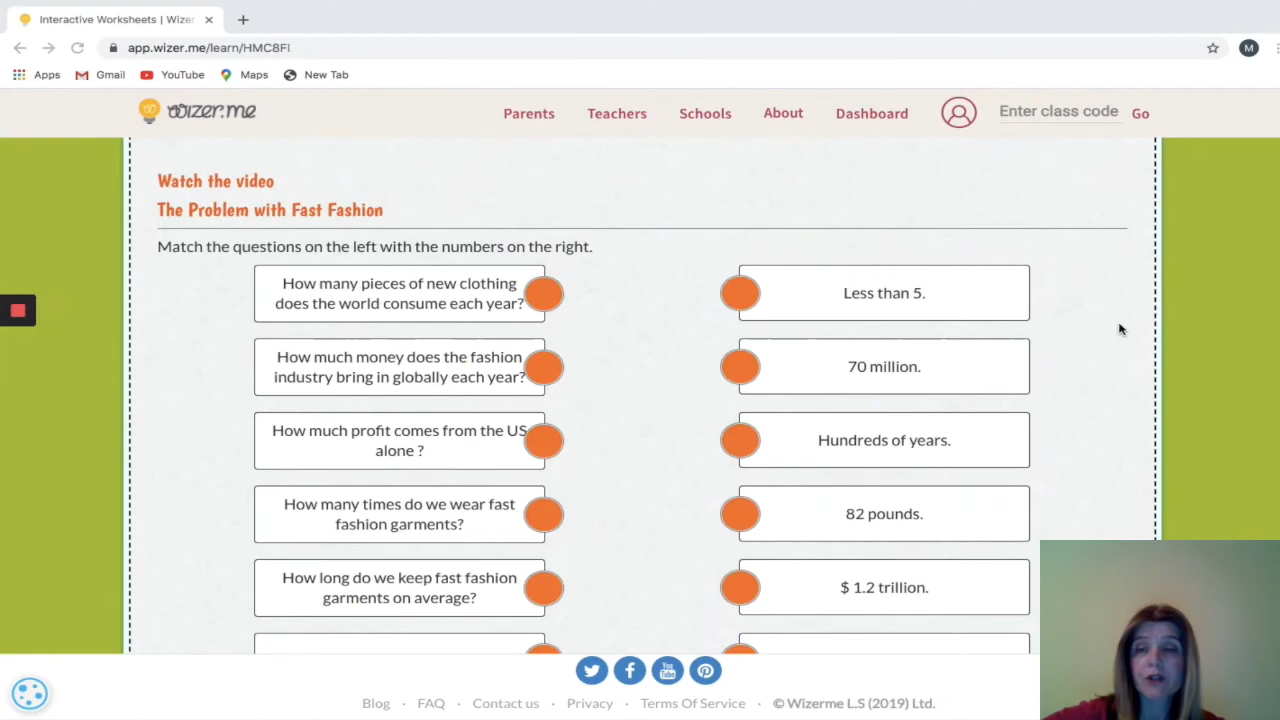 Interactive Worksheets | Wizer
app.wizer.me/learn/HMC8FI
M
Apps
Gmail
YouTube
Maps
New Tab
wizer.me
Parents
Teachers
Schools
About
Dashboard
Enter class code
Go
Watch the video
The Problem with Fast Fashion
Match the questions on the left with the numbers on the right.
How many pieces of new clothing
does the world consume each year?
Less than 5.
How much money does the fashion
industry bring in globally each year?
70 million.
How much profit comes from the US
alone ?
Hundreds of years.
How many times do we wear fast
fashion garments?
82 pounds.
How long do we keep fast fashion
garments on average?
$ 1.2 trillion.
You
Tube
Blog
FAQ
Contact us
Privacy
Terms Of Service
© Wizerme L.S (2019) Ltd.